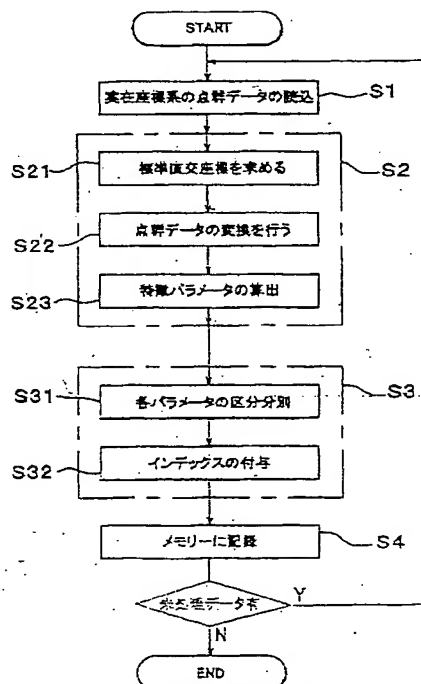 START
実在座標系の点群データの読込
S1
S21
標準直交座標を求める
S2
S22
点群データの変換を行う
S23
特徴パラメータの算出
S31
各パラメータの区分分別
S3
S32
インデックスの付与
メモリーに記録
S4
未処理データ有
Y
N
END